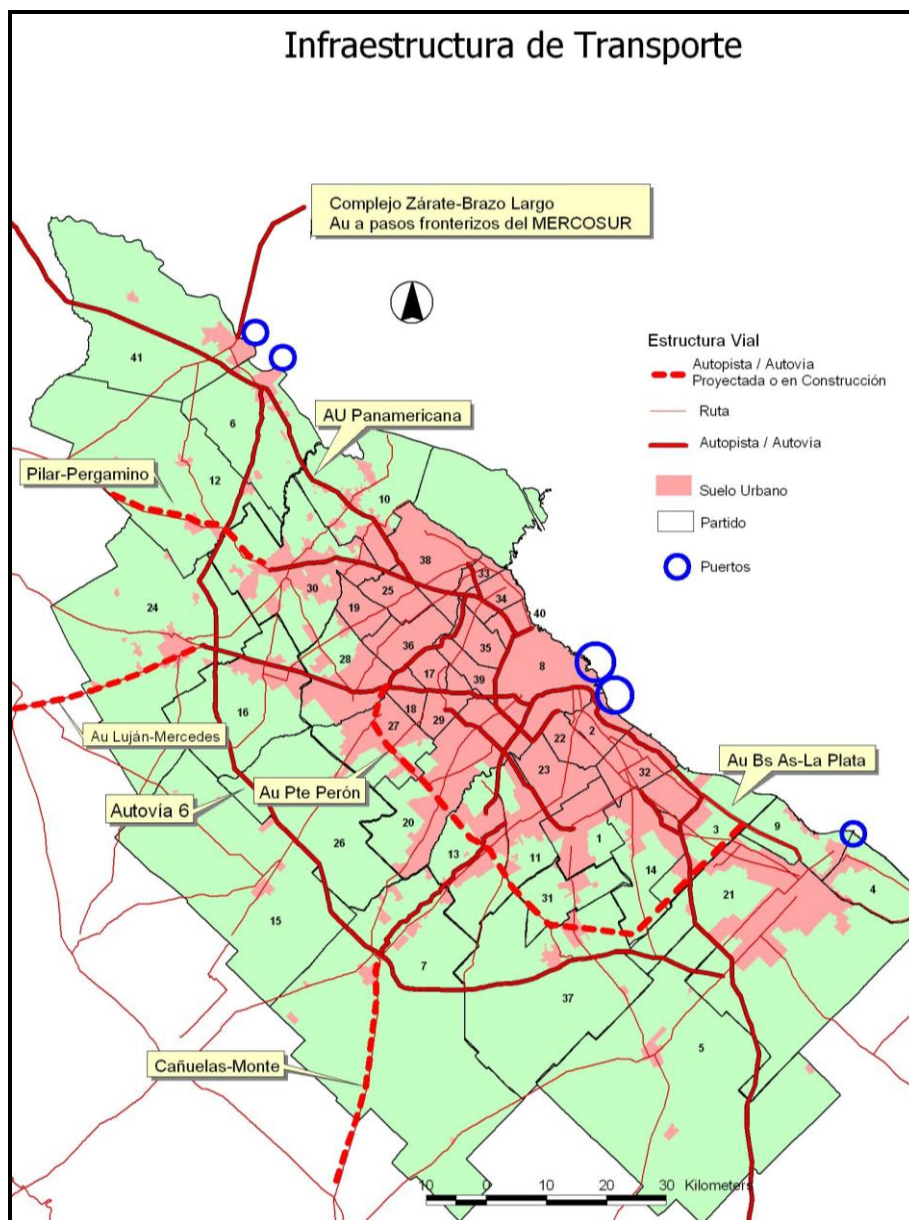 Infraestructura de Transporte
Complejo Zárate-Brazo Largo
Au a pasos fronterizos del MERCOSUR
Estructura Vial
Autopista / Autovía
Proyectada o en Construcción
Ruta
Autopista / Autovía
Suelo Urbano
Partido
Puertos
41
6
AU Panamericana
Pilar-Pergamino
12
10
38
33
30
25
34
24
19
40
36
35
28
8
17
39
16
18
27
29
22
2
Au Luján-Mercedes
23
32
Au Bs As-La Plata
Au Pte Perón
Autovía 6
20
3
9
26
13
11
1
14
4
31
21
15
7
37
5
Cañuelas-Monte
10 0 10 20 30 Kilometers